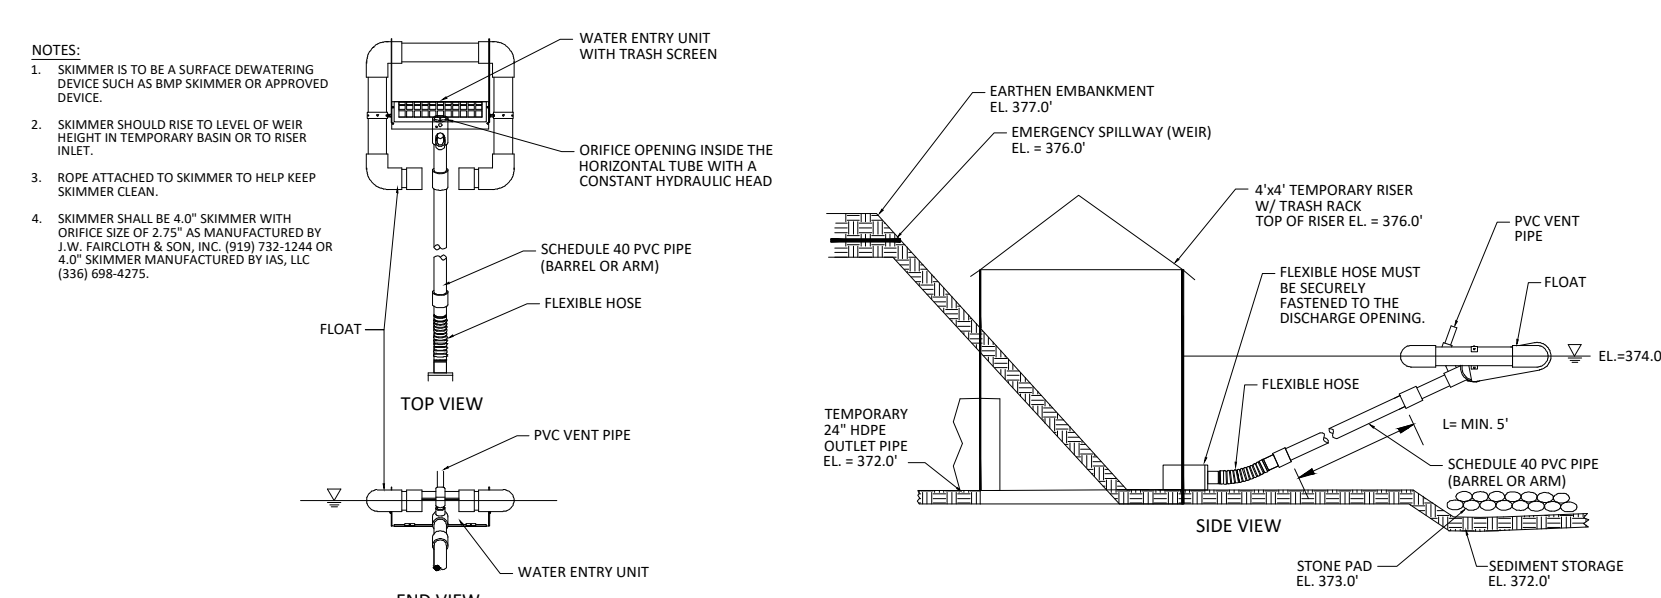 NOTES:
1. SKIMMER IS TO BE A SURFACE DEWATERING
DEVICE SUCH AS BMP SKIMMER OR APPROVED
DEVICE.
2. SKIMMER SHOULD RISE TO LEVEL OF WEIR
HEIGHT IN TEMPORARY BASIN OR TO RISER
INLET.
3. ROPE ATTACHED TO SKIMMER TO HELP KEEP
SKIMMER CLEAN.
4. SKIMMER SHALL BE 4.0" SKIMMER WITH
ORIFICE SIZE OF 2.75" AS MANUFACTURED BY
J.W. FAIRCLOTH & SON, INC. (919) 732-1244 OR
4.0" SKIMMER MANUFACTURED BY IAS, LLC
(336) 698-4275.
WATER ENTRY UNIT
WITH TRASH SCREEN
ORIFICE OPENING INSIDE THE
HORIZONTAL TUBE WITH A
CONSTANT HYDRAULIC HEAD
SCHEDULE 40 PVC PIPE
(BARREL OR ARM)
FLEXIBLE HOSE
FLOAT
TOP VIEW
PVC VENT PIPE
WATER ENTRY UNIT
END VIEW
EARTHEN EMBANKMENT
EL. 377.0'
EMERGENCY SPILLWAY (WEIR)
EL. = 376.0'
4'x4' TEMPORARY RISER
W/ TRASH RACK
TOP OF RISER EL. = 376.0'
PVC VENT
PIPE
FLEXIBLE HOSE MUST
BE SECURELY
FASTENED TO THE
DISCHARGE OPENING.
FLOAT
EL.=374.0
FLEXIBLE HOSE
TEMPORARY
24" HDPE
OUTLET PIPE
EL. = 372.0'
L= MIN. 5'
SCHEDULE 40 PVC PIPE
(BARREL OR ARM)
SIDE VIEW
STONE PAD
EL. 373.0'
SEDIMENT STORAGE
EL. 372.0'